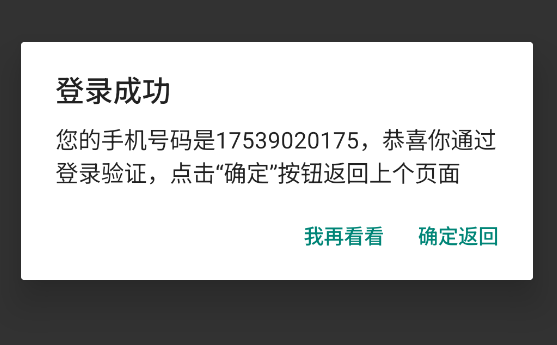 登录成功
您的手机号码是17539020175，恭喜你通过
登录验证，点击“确定”按钮返回上个页面
我再看看 确定返回